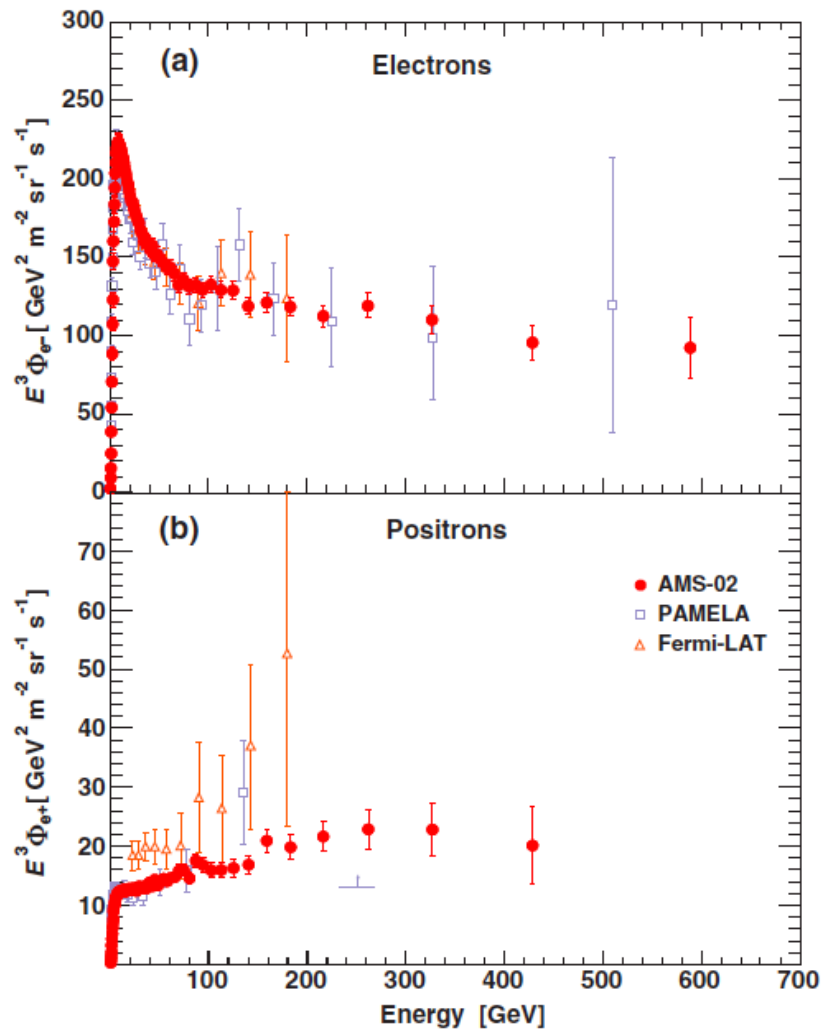 300
(a)
Electrons
250
200
150
100
50
0
E³Φe-[ GeV² m⁻² sr⁻¹ s⁻¹]
(b)
Positrons
70
60
50
40
30
20
10
E³Φe+[ GeV² m⁻² sr⁻¹ s⁻¹]
AMS-02
PAMELA
Fermi-LAT
100 200 300 400 500 600 700
Energy [GeV]